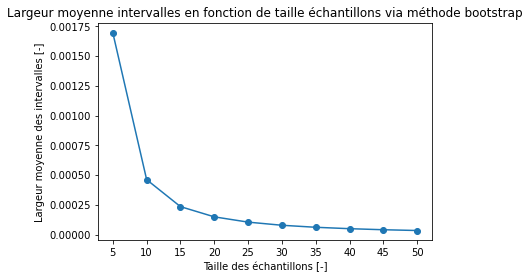 Largeur moyenne intervalles en fonction de taille échantillons via méthode bootstrap
Largeur moyenne des intervalles [-]
0.00175
0.00150
0.00125
0.00100
0.00075
0.00050
0.00025
0.00000
5 10 15 20 25 30 35 40 45 50
Taille des échantillons [-]